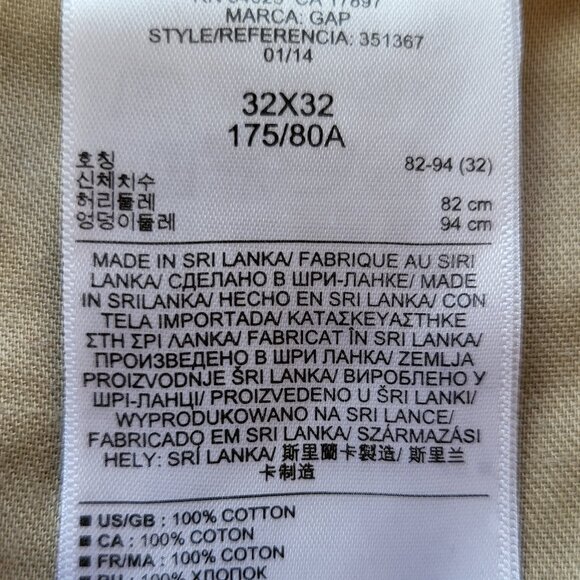 MARCA: GAP
STYLE/REFERENCIA: 351367
01/14
32X32
175/80A
호칭 82-94 (32)
신체치수
허리둘레 82 cm
엉덩이둘레 94 cm
MADE IN SRI LANKA/ FABRIQUE AU SIRI
LANKA/ СДЕЛАНО В ШРИ-ЛАНКЕ/ MADE
IN SRILANKA/ HECHO EN SRI LANKA/ CON
TELA IMPORTADA/ ΚΑΤΑΣΚΕΥΑΣΤΗΚΕ
ΣΤΗ ΣΡΙ ΛΑΝΚΑ/ FABRICAT ÎN SRI LANKA/
ПРОИЗВЕДЕНО В ШРИ ЛАНКА/ ZEMLJA
PROIZVODNJE ŠRI LANKA/ ВИРОБЛЕНО У
ШРІ-ЛАНЦІ/ PROIZVEDENO U ŠRI LANKI/
WYPRODUKOWANO NA SRI LANCE/
FABRICADO EM SRI LANKA/ SZÁRMAZÁSI
HELY: SRÍ LANKA/ 斯里蘭卡製造/ 斯里兰
卡制造
■ US/GB : 100% COTTON
■ CA : 100% COTTON
■ FR/MA : 100% COTTON
100% ХЛОПОК